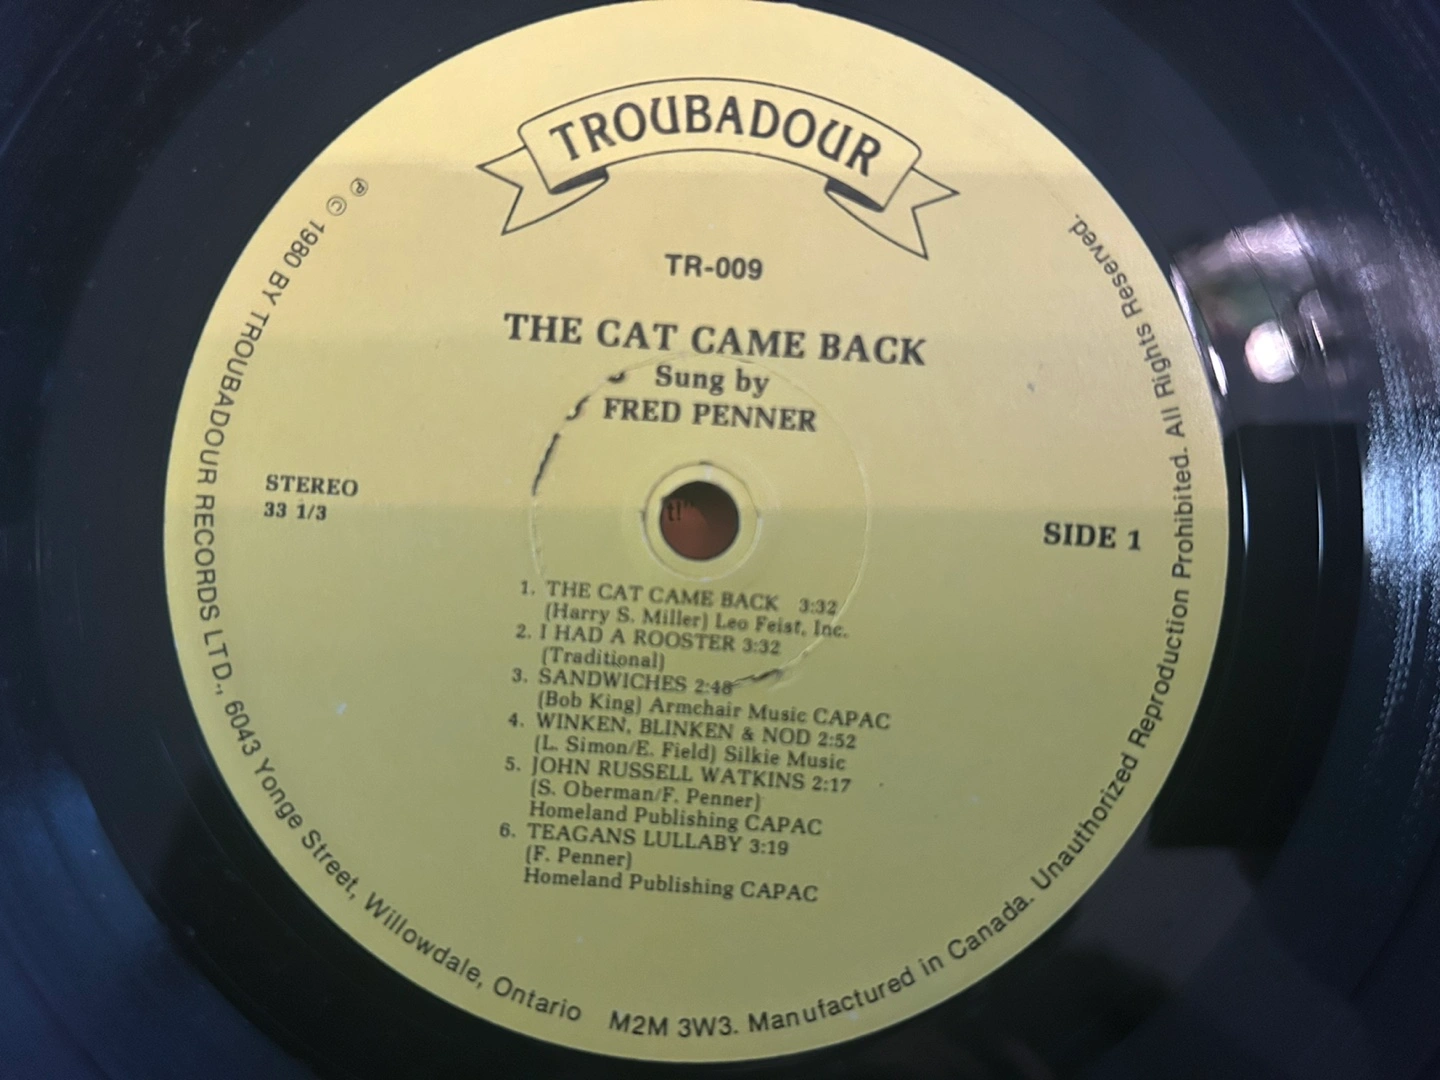 TROUBADOUR
TR-009
THE CAT CAME BACK
Sung by
FRED PENNER
STEREO
33 1/3
SIDE 1
1. THE CAT CAME BACK 3:32
(Harry S. Miller) Leo Feist, Inc.
2. I HAD A ROOSTER 3:32
(Traditional)
3. SANDWICHES 2:48
(Bob King) Armchair Music CAPAC
4. WINKEN, BLINKEN & NOD 2:52
(L. Simon/E. Field) Silkie Music
5. JOHN RUSSELL WATKINS 2:17
(S. Oberman/F. Penner)
Homeland Publishing CAPAC
6. TEAGANS LULLABY 3:19
(F. Penner)
Homeland Publishing CAPAC
℗ © 1980 BY TROUBADOUR RECORDS LTD., 6043 Yonge Street, Willowdale, Ontario M2M 3W3. Manufactured in Canada. Unauthorized Reproduction Prohibited. All Rights Reserved.